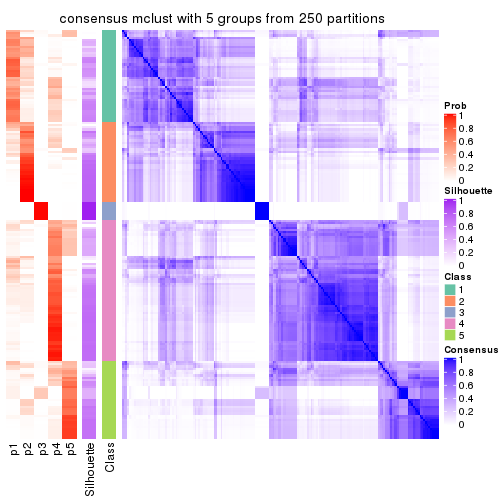 consensus mclust with 5 groups from 250 partitions
Prob
1
0.8
0.6
0.4
0.2
0
Silhouette
1
0.8
0.6
0.4
0.2
0
Class
1
2
3
4
5
Consensus
1
0.8
0.6
0.4
0.2
0
p1
p2
p3
p4
p5
Silhouette
Class